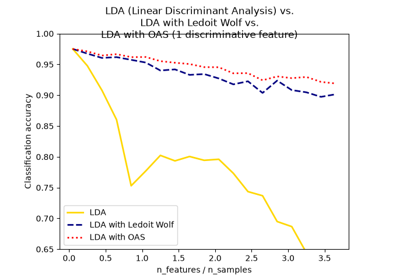 LDA (Linear Discriminant Analysis) vs.
LDA with Ledoit Wolf vs.
LDA with OAS (1 discriminative feature)
1.00
0.95
0.90
0.85
0.80
0.75
0.70
0.65
Classification accuracy
LDA
LDA with Ledoit Wolf
LDA with OAS
0.0 0.5 1.0 1.5 2.0 2.5 3.0 3.5
n_features / n_samples